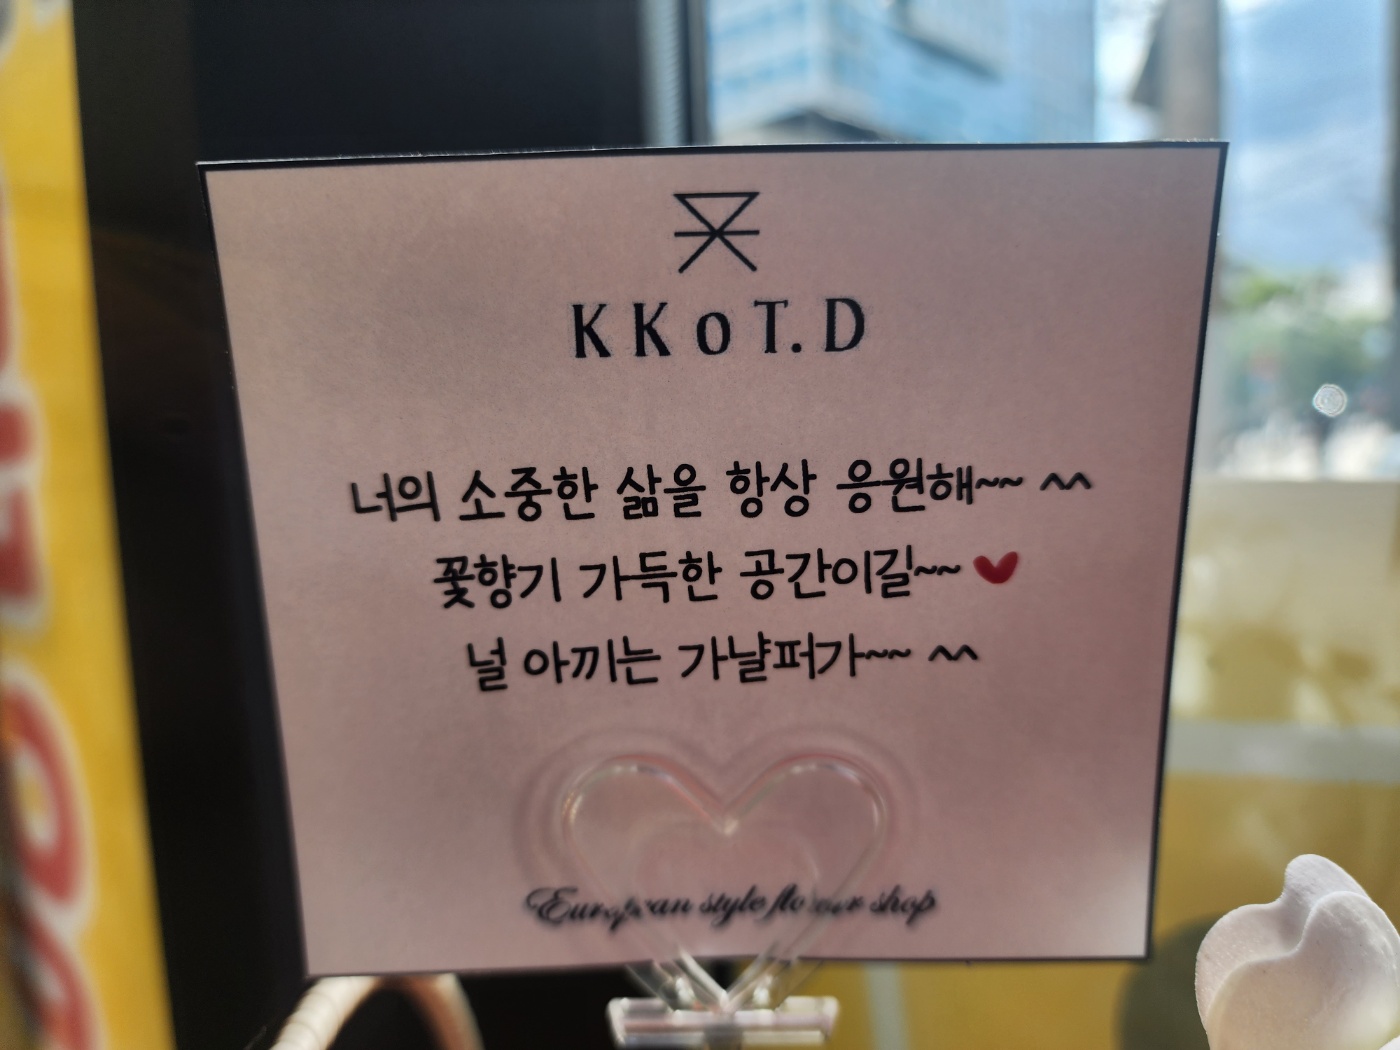 KKoT.D
너의 소중한 삶을 항상 응원해~~ ^^
꽃향기 가득한 공간이길~~ ♥
널 아끼는 가냘퍼가~~ ^^
European style flower shop